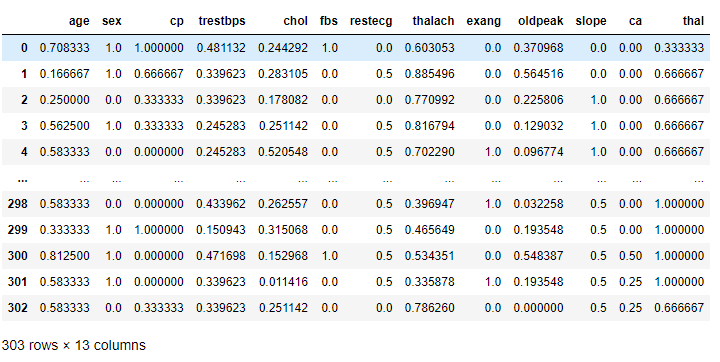 age sex cp trestbps chol fbs restecg thalach exang oldpeak slope ca thal
0 0.708333 1.0 1.000000 0.481132 0.244292 1.0 0.0 0.603053 0.0 0.370968 0.0 0.00 0.333333
1 0.166667 1.0 0.666667 0.339623 0.283105 0.0 0.5 0.885496 0.0 0.564516 0.0 0.00 0.666667
2 0.250000 0.0 0.333333 0.339623 0.178082 0.0 0.0 0.770992 0.0 0.225806 1.0 0.00 0.666667
3 0.562500 1.0 0.333333 0.245283 0.251142 0.0 0.5 0.816794 0.0 0.129032 1.0 0.00 0.666667
4 0.583333 0.0 0.000000 0.245283 0.520548 0.0 0.5 0.702290 1.0 0.096774 1.0 0.00 0.666667
... ... ... ... ... ... ... ... ... ... ... ... ... ...
298 0.583333 0.0 0.000000 0.433962 0.262557 0.0 0.5 0.396947 1.0 0.032258 0.5 0.00 1.000000
299 0.333333 1.0 1.000000 0.150943 0.315068 0.0 0.5 0.465649 0.0 0.193548 0.5 0.00 1.000000
300 0.812500 1.0 0.000000 0.471698 0.152968 1.0 0.5 0.534351 0.0 0.548387 0.5 0.50 1.000000
301 0.583333 1.0 0.000000 0.339623 0.011416 0.0 0.5 0.335878 1.0 0.193548 0.5 0.25 1.000000
302 0.583333 0.0 0.333333 0.339623 0.251142 0.0 0.0 0.786260 0.0 0.000000 0.5 0.25 0.666667
303 rows × 13 columns